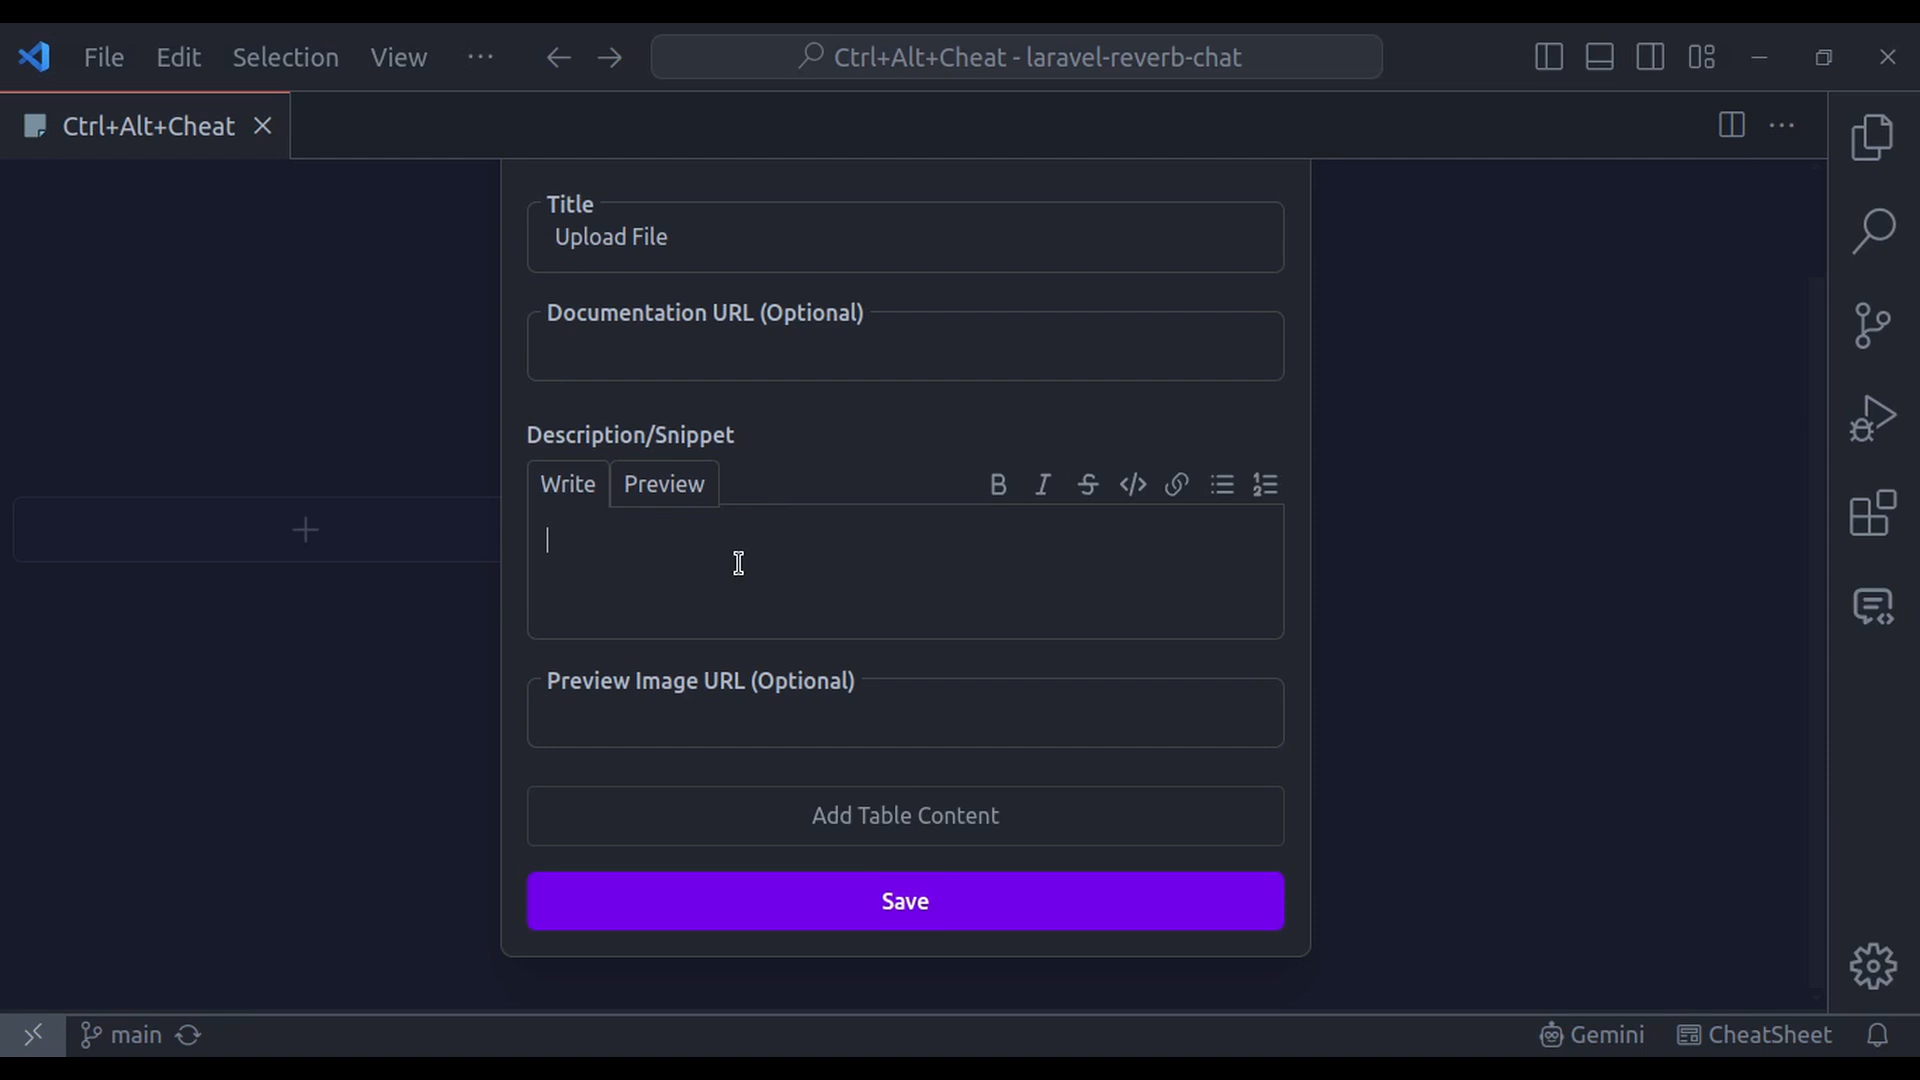 File Edit Selection View ··· Ctrl+Alt+Cheat - laravel-reverb-chat
Ctrl+Alt+Cheat
Title
Upload File
Documentation URL (Optional)
Description/Snippet
Write Preview B I S </>
Preview Image URL (Optional)
Add Table Content
Save
main Gemini CheatSheet